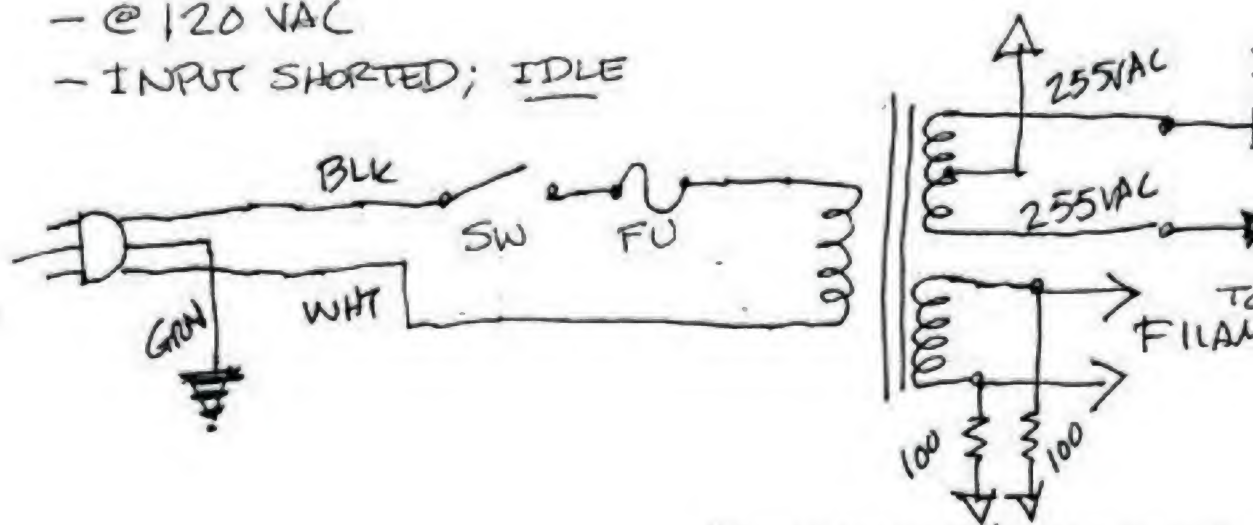 - @ 120 VAC
- INPUT SHORTED; IDLE
255VAC
BLK
SW
FU
255VAC
WHT
GRN
100
100